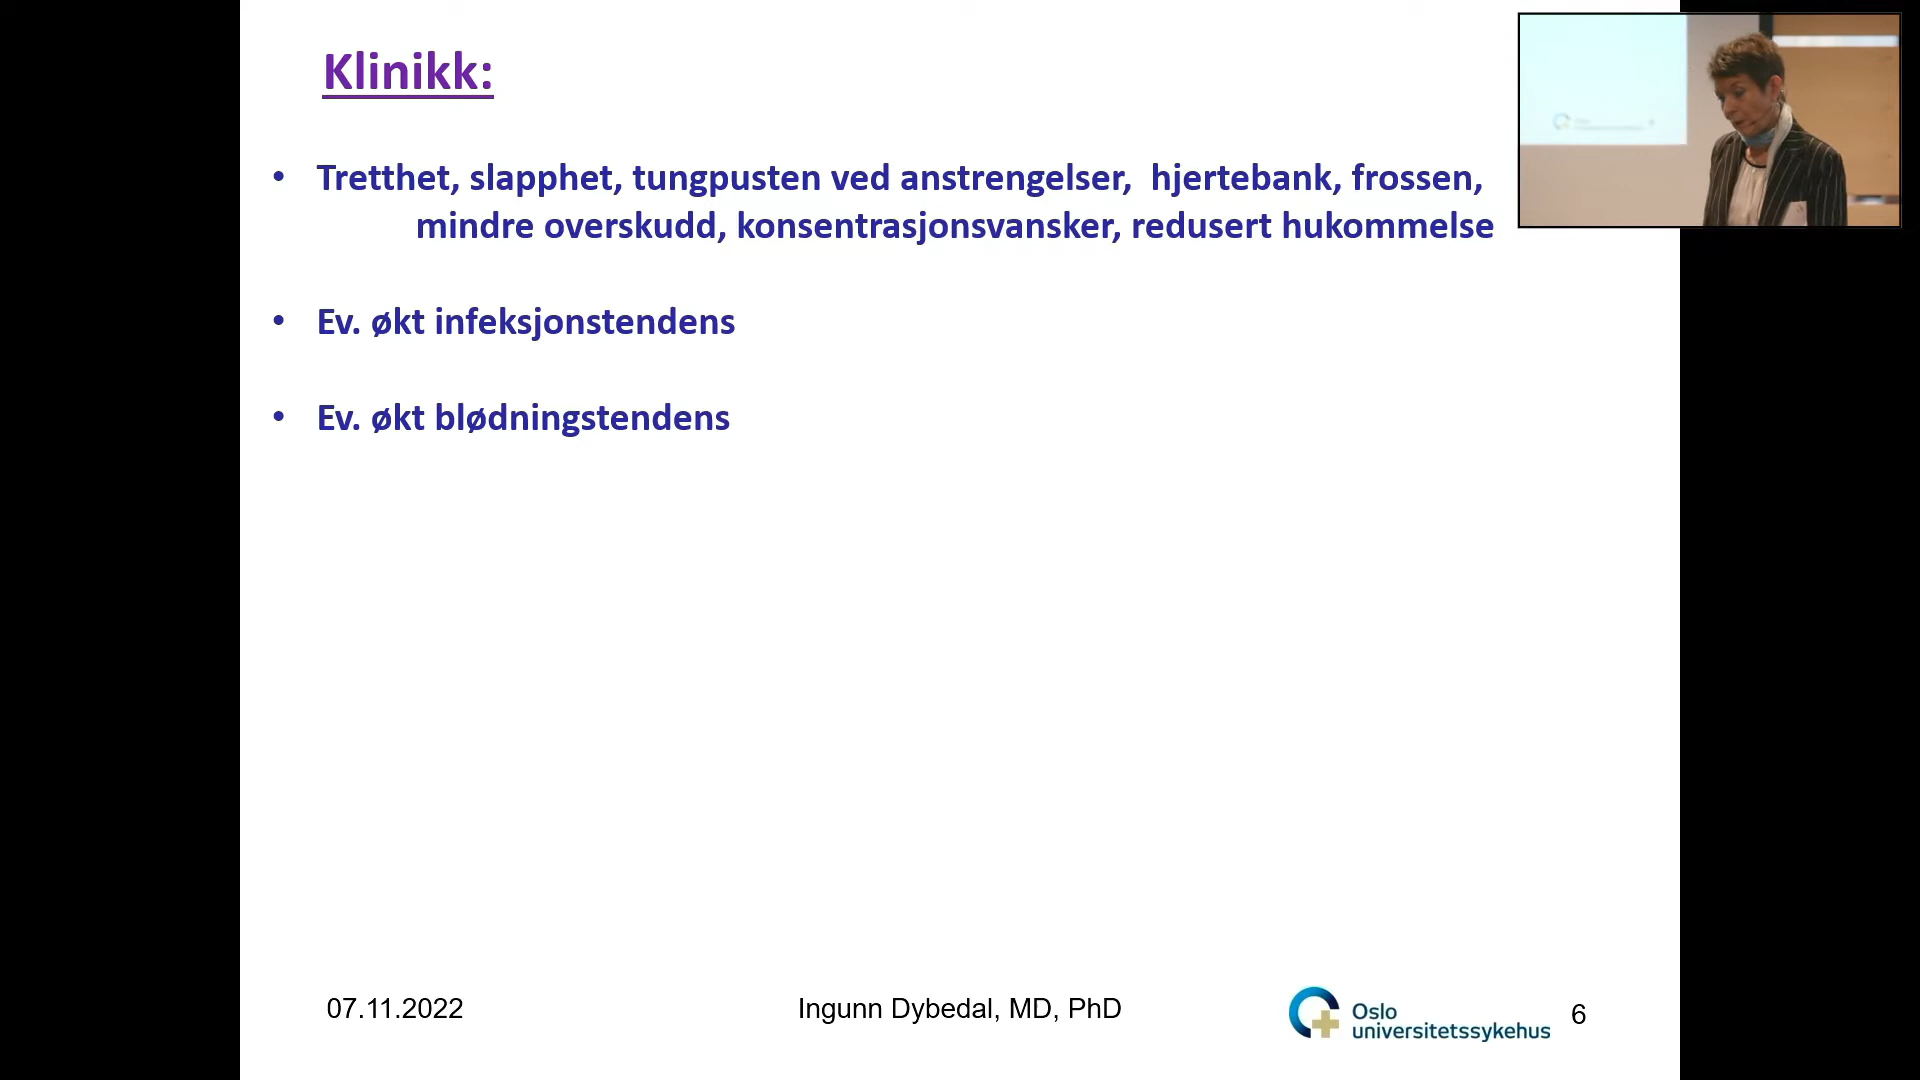 Klinikk:
• Tretthet, slapphet, tungpusten ved anstrengelser, hjertebank, frossen,
mindre overskudd, konsentrasjonsvansker, redusert hukommelse
• Ev. økt infeksjonstendens
• Ev. økt blødningstendens
07.11.2022
Ingunn Dybedal, MD, PhD
Oslo
universitetssykehus
6